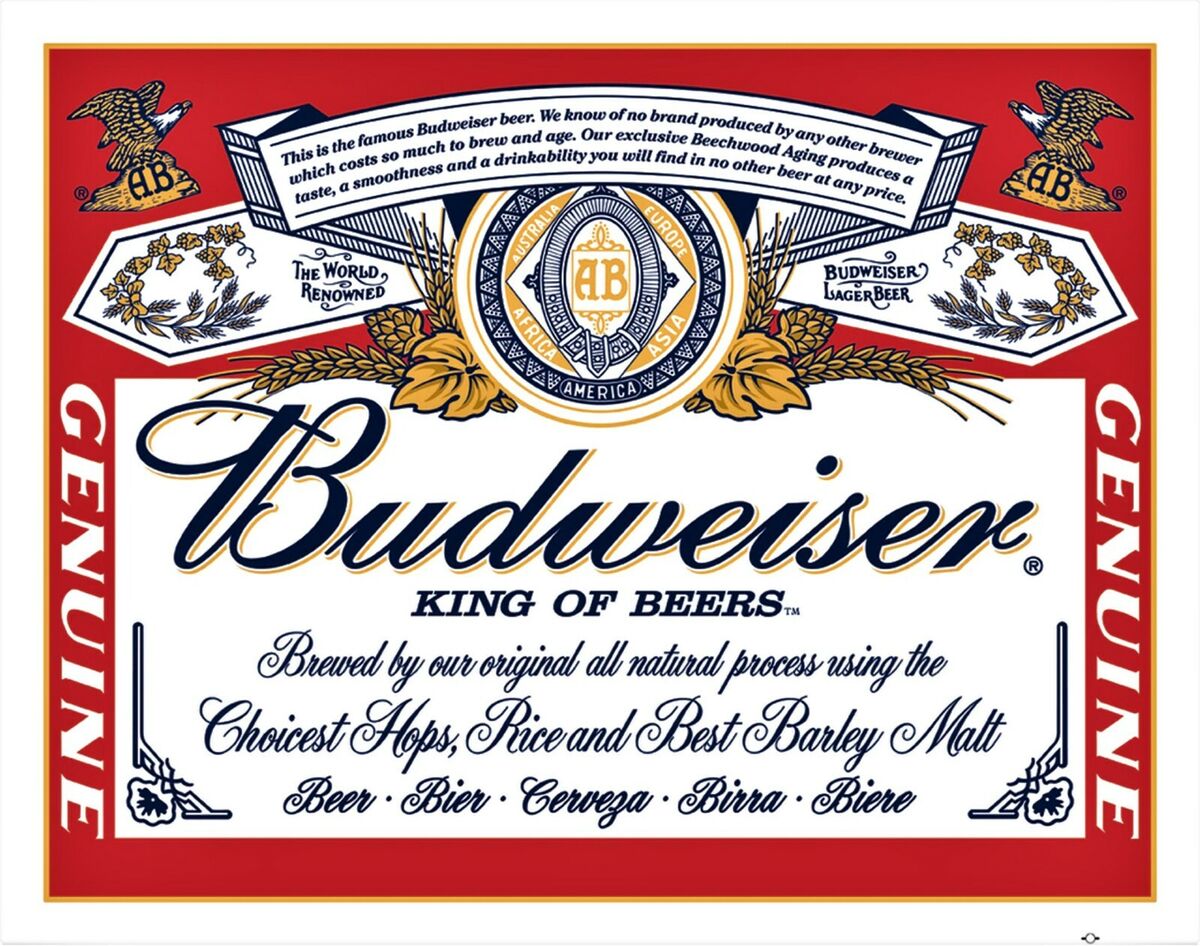 This is the famous Budweiser beer. We know of no brand produced by any other brewer
which costs so much to brew and age. Our exclusive Beechwood Aging produces a
taste, a smoothness and a drinkability you will find in no other beer at any price.
AB ®
AB ®
THE WORLD
RENOWNED
AUSTRALIA
EUROPE
AB
AFRICA
ASIA
AMERICA
BUDWEISER
LAGER BEER
GENUINE
Budweiser®
KING OF BEERS™
Brewed by our original all natural process using the
Choicest Hops, Rice and Best Barley Malt
Beer · Bier · Cerveza · Birra · Biere
GENUINE